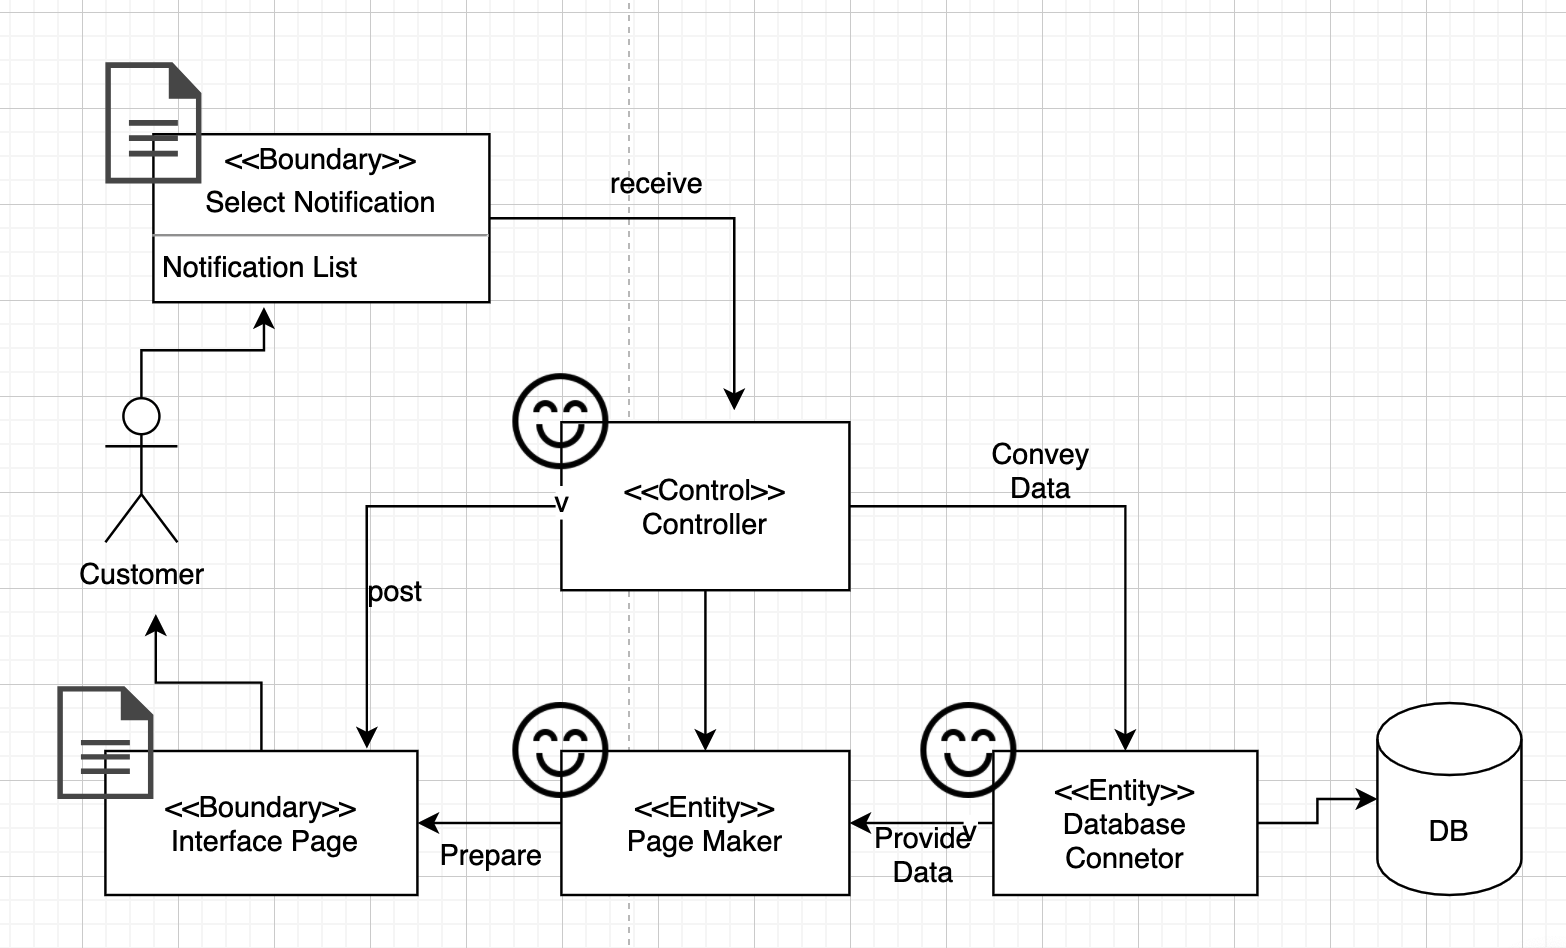 <<Boundary>>
Select Notification
Notification List
receive
Customer
<<Control>>
Controller
v
Convey
Data
post
<<Boundary>>
Interface Page
Prepare
<<Entity>>
Page Maker
Provide
Data
v
<<Entity>>
Database
Connetor
DB